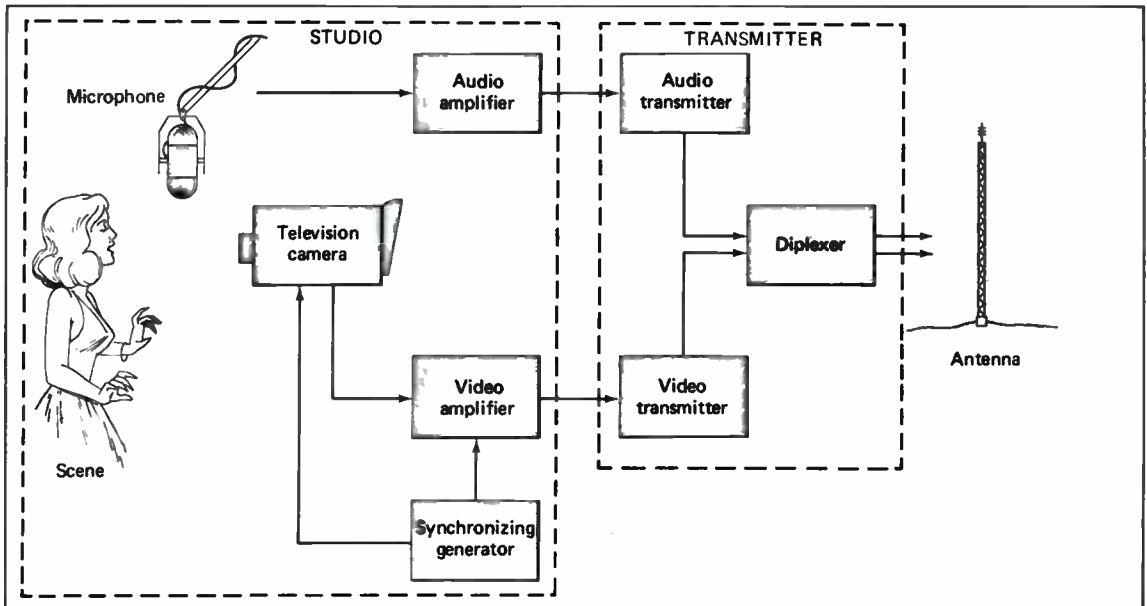 STUDIO
TRANSMITTER
Microphone
Audio
amplifier
Audio
transmitter
Television
camera
Diplexer
Antenna
Video
amplifier
Video
transmitter
Scene
Synchronizing
generator